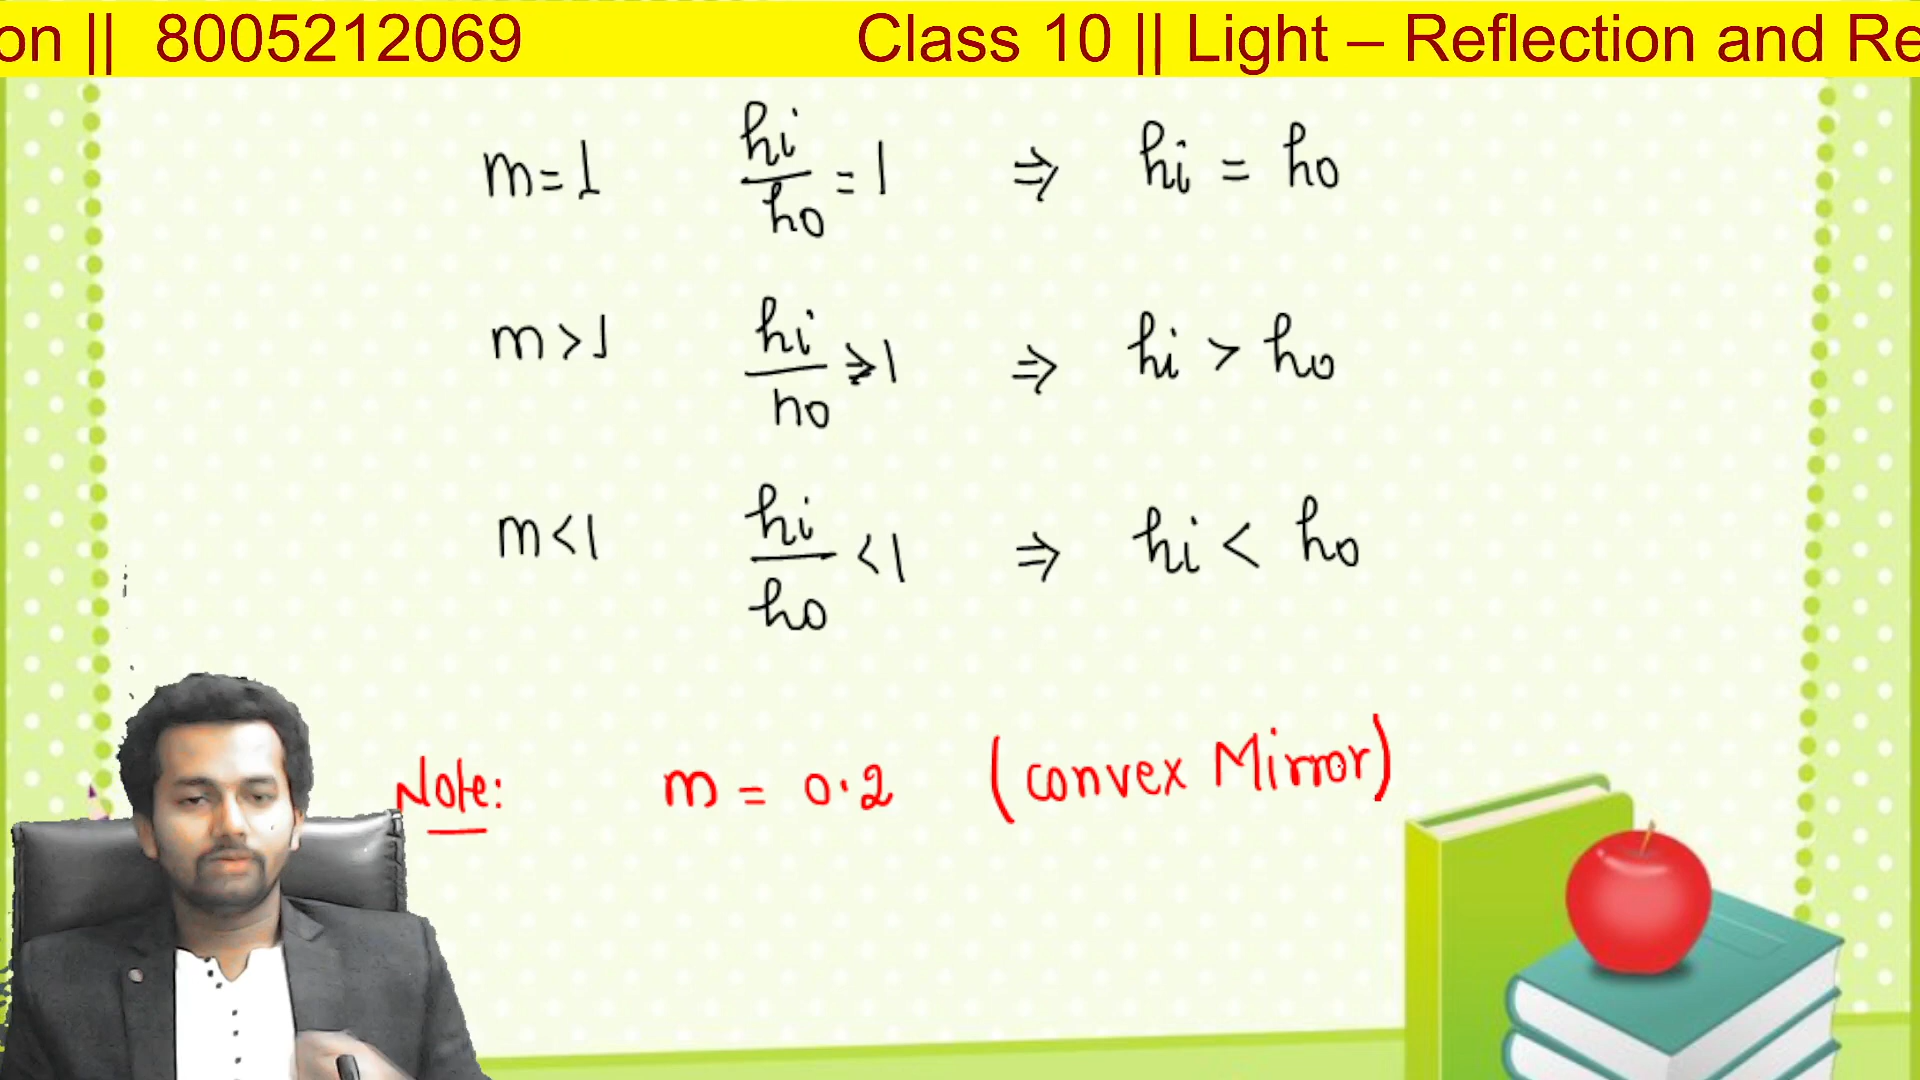 on || 8005212069 Class 10 || Light – Reflection and Re
m=1 hi/ho = 1 ⇒ hi = ho
m>1 hi/ho >1 ⇒ hi > ho
m<1 hi/ho <1 ⇒ hi < ho
Note: m = 0.2 (convex Mirror)